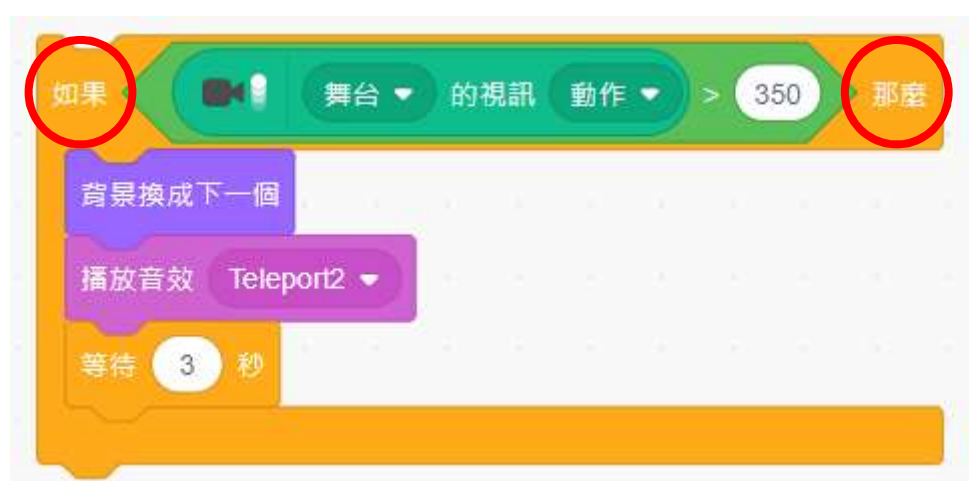 如果 舞台 的視訊 動作 > 350 那麼
背景換成下一個
播放音效 Teleport2
等待 3 秒